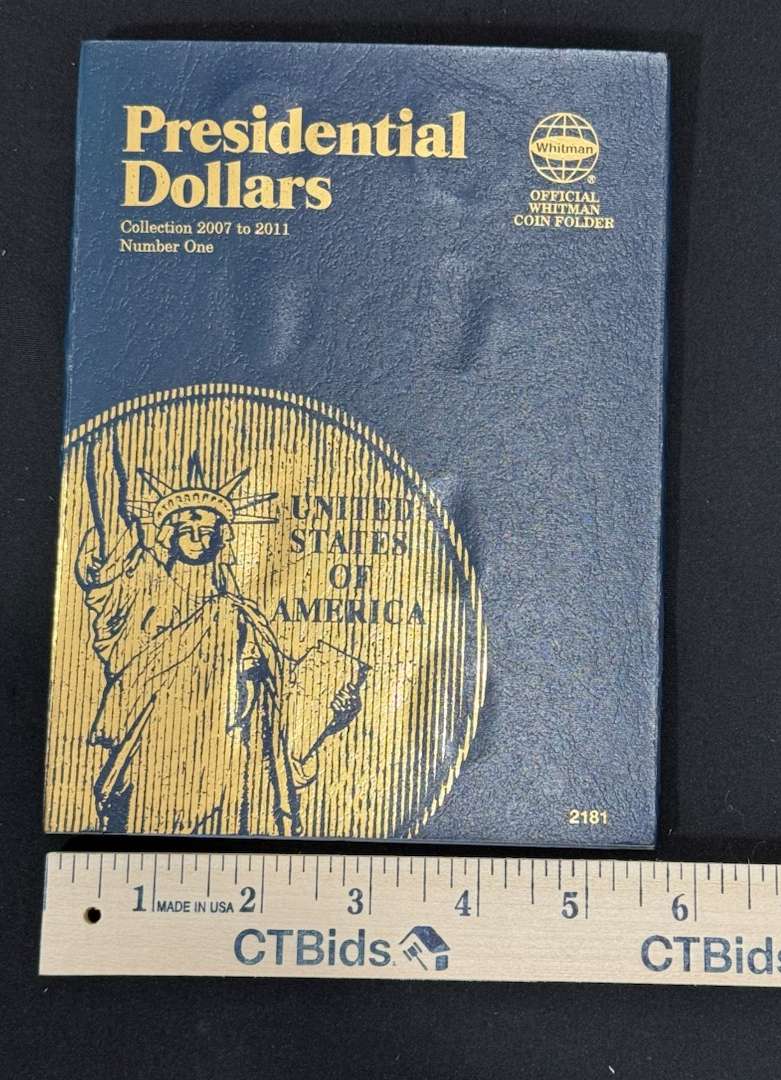 Presidential
Dollars
Collection 2007 to 2011
Number One
Whitman
®
OFFICIAL
WHITMAN
COIN FOLDER
UNITED
STATES
OF
AMERICA
2181
1 MADE IN USA 2 3 4 5 6
CTBids CTBids